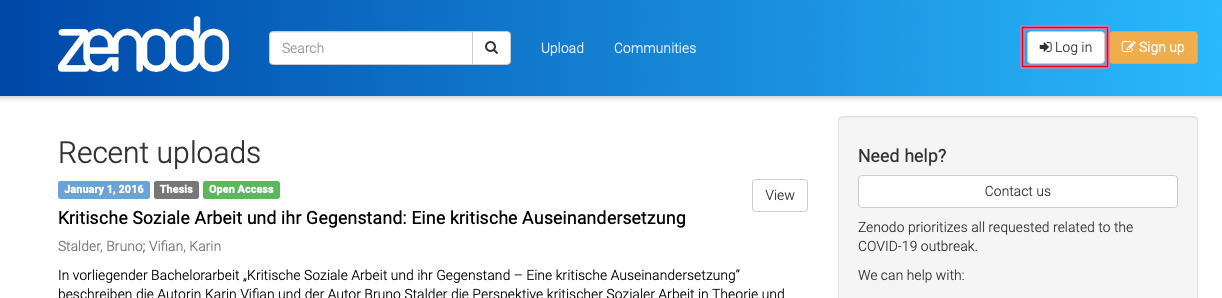 zenodo
Search
Upload
Communities
Log in
Sign up
Recent uploads
January 1, 2016 Thesis Open Access
View
Kritische Soziale Arbeit und ihr Gegenstand: Eine kritische Auseinandersetzung
Stalder, Bruno; Vifian, Karin
In vorliegender Bachelorarbeit „Kritische Soziale Arbeit und ihr Gegenstand – Eine kritische Auseinandersetzung“
beschreiben die Autorin Karin Vifian und der Autor Bruno Stalder die Perspektive kritischer Sozialer Arbeit in Theorie und
Need help?
Contact us
Zenodo prioritizes all requested related to the
COVID-19 outbreak.
We can help with: